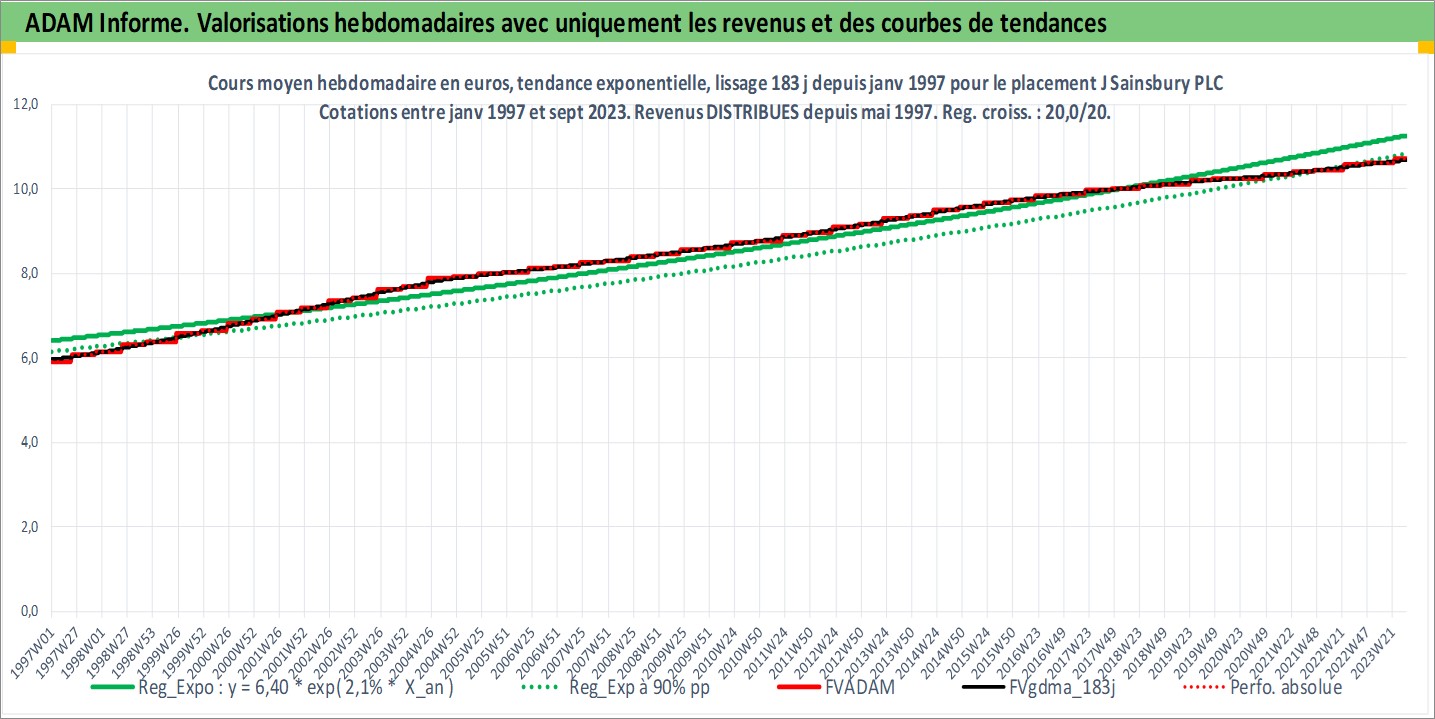 ADAM Informe. Valorisations hebdomadaires avec uniquement les revenus et des courbes de tendances
Cours moyen hebdomadaire en euros, tendance exponentielle, lissage 183 j depuis janv 1997 pour le placement J Sainsbury PLC
Cotations entre janv 1997 et sept 2023. Revenus DISTRIBUES depuis mai 1997. Reg. croiss. : 20,0/20.
12,0
10,0
8,0
6,0
4,0
2,0
0,0
1997W01 1997W27 1998W01 1998W27 1998W53 1999W26 1999W52 2000W26 2000W52 2001W26 2001W52 2002W26 2002W52 2003W26 2003W52 2004W26 2004W52 2005W25 2005W51 2006W25 2006W51 2007W25 2007W51 2008W25 2008W51 2009W25 2009W51 2010W24 2010W50 2011W24 2011W50 2012W24 2012W50 2013W24 2013W50 2014W24 2014W50 2015W24 2015W50 2016W23 2016W49 2017W23 2017W49 2018W23 2018W49 2019W23 2019W49 2020W23 2020W49 2021W22 2021W48 2022W21 2022W47 2023W21
Reg_Expo : y = 6,40 * exp( 2,1% * X_an ) Reg_Exp à 90% pp FVADAM FVgdma_183j Perfo. absolue